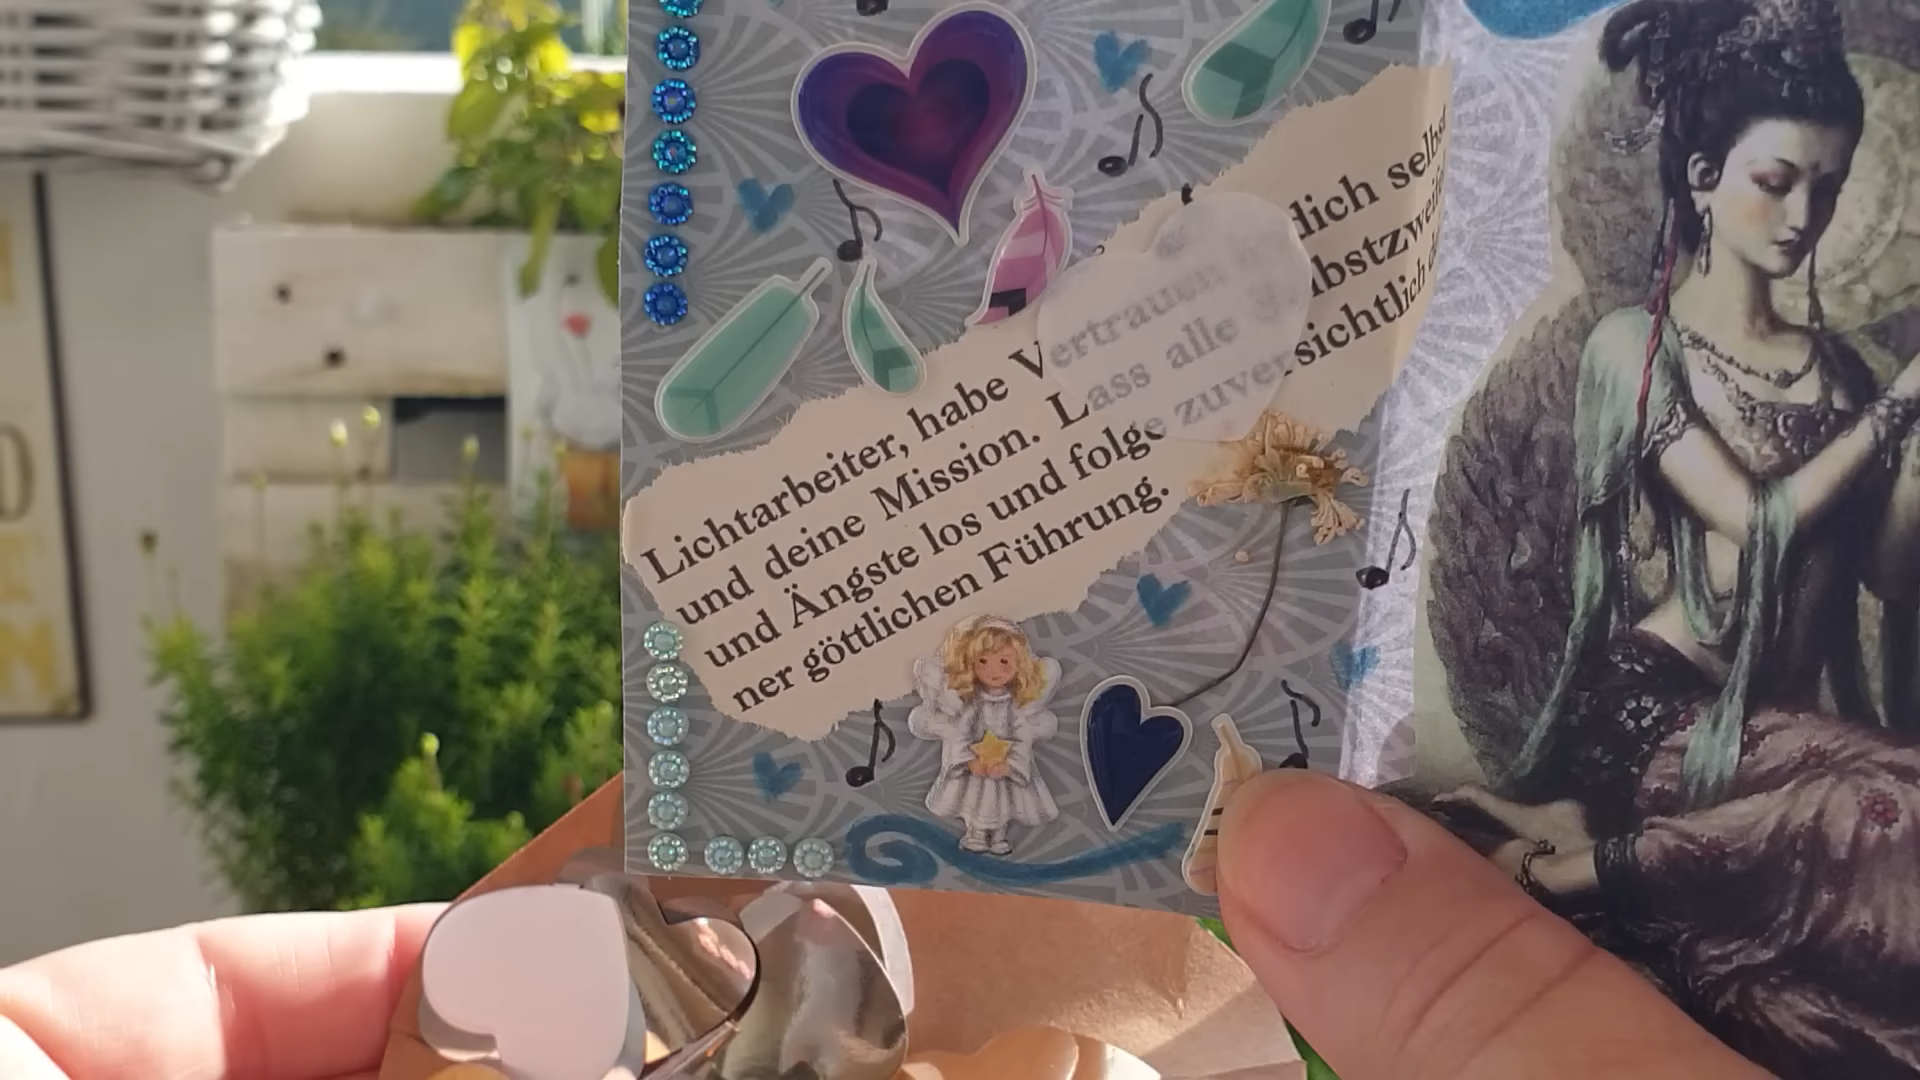 Lichtarbeiter, habe Vertrauen dich selbst
und deine Mission. Lass alle Selbstzweifel
und Ängste los und folge zuversichtlich dei
ner göttlichen Führung.